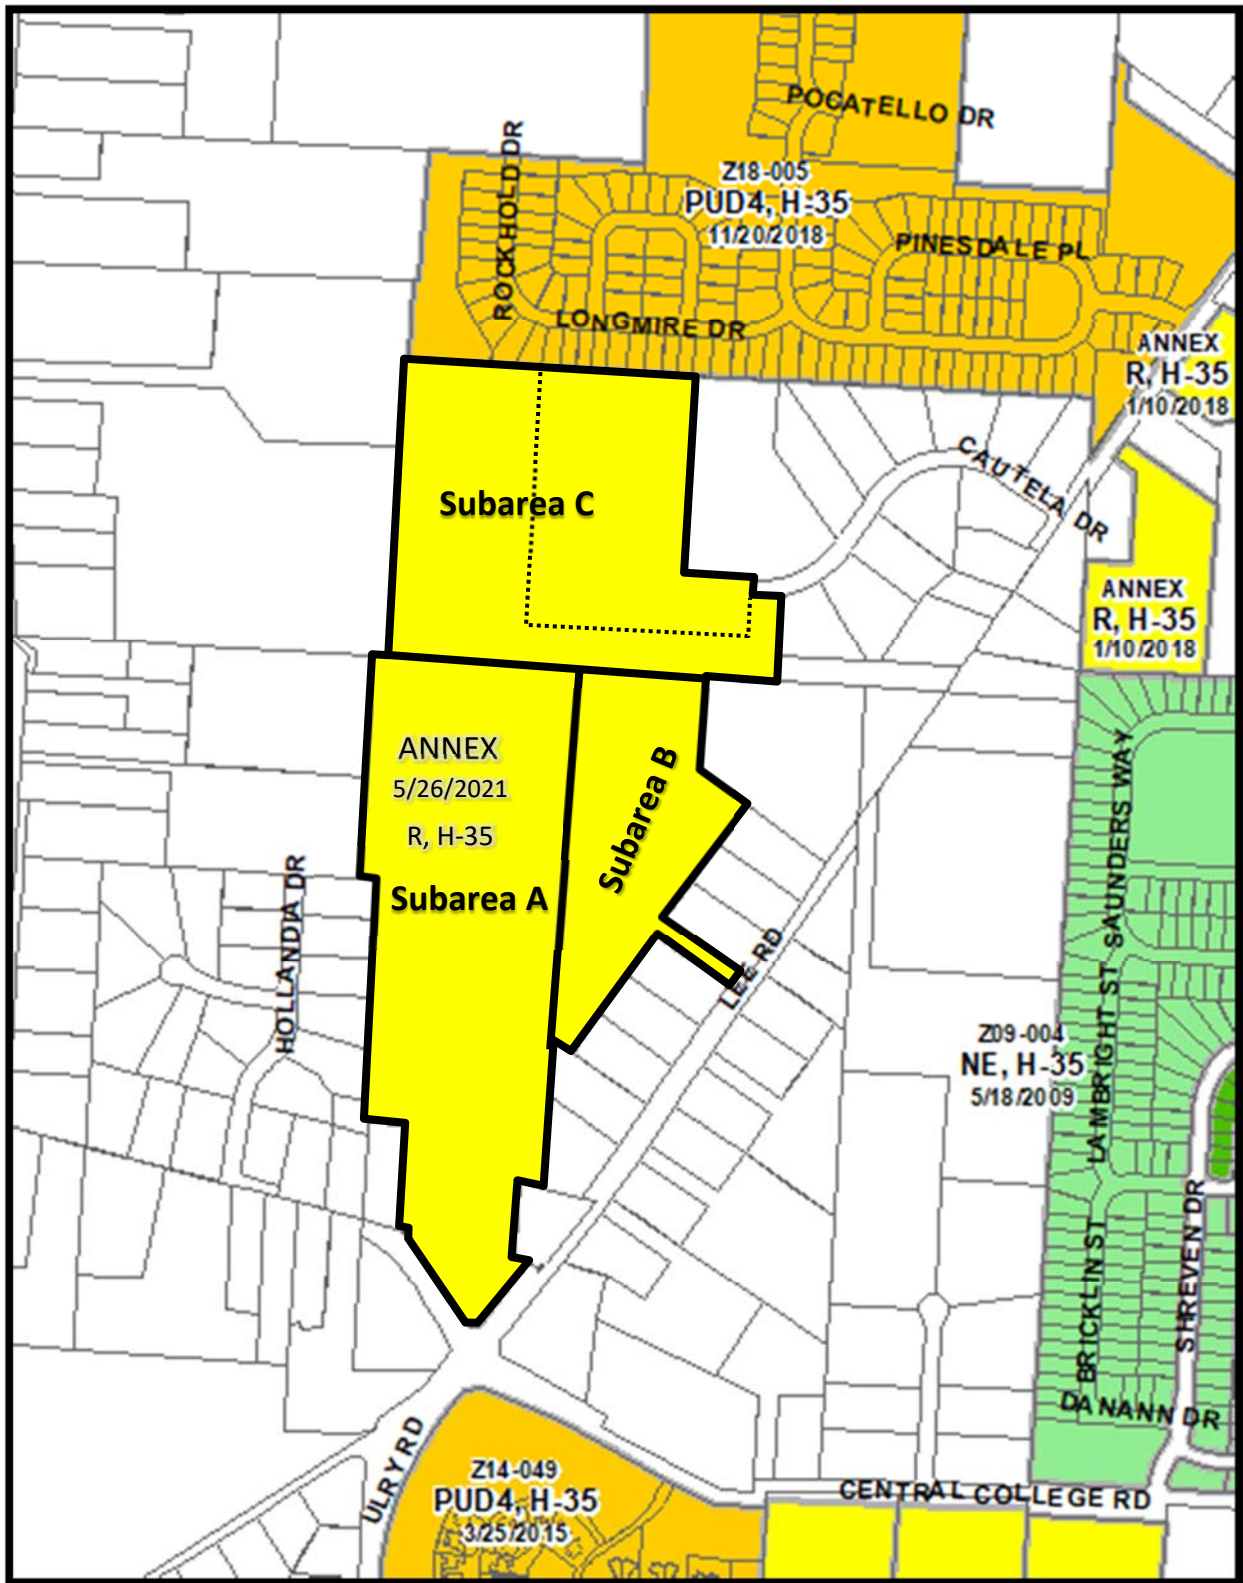 POCATELLO DR
ROCKHOLD DR
Z18-005
PUD4, H-35
11/20/2018
PINESDALE PL
LONGMIRE DR
ANNEX
R, H-35
1/10/2018
CAUTELA DR
Subarea C
ANNEX
R, H-35
1/10/2018
ANNEX
5/26/2021
R, H-35
Subarea A
Subarea B
HOLLANDIA DR
LEE RD
SAUNDERS WAY
LAMBRIGHT ST
Z09-004
NE, H-35
5/18/2009
BRICKLIN ST
SHREVEN DR
DANANN DR
ULRY RD
Z14-049
PUD4, H-35
3/25/2015
CENTRAL COLLEGE RD